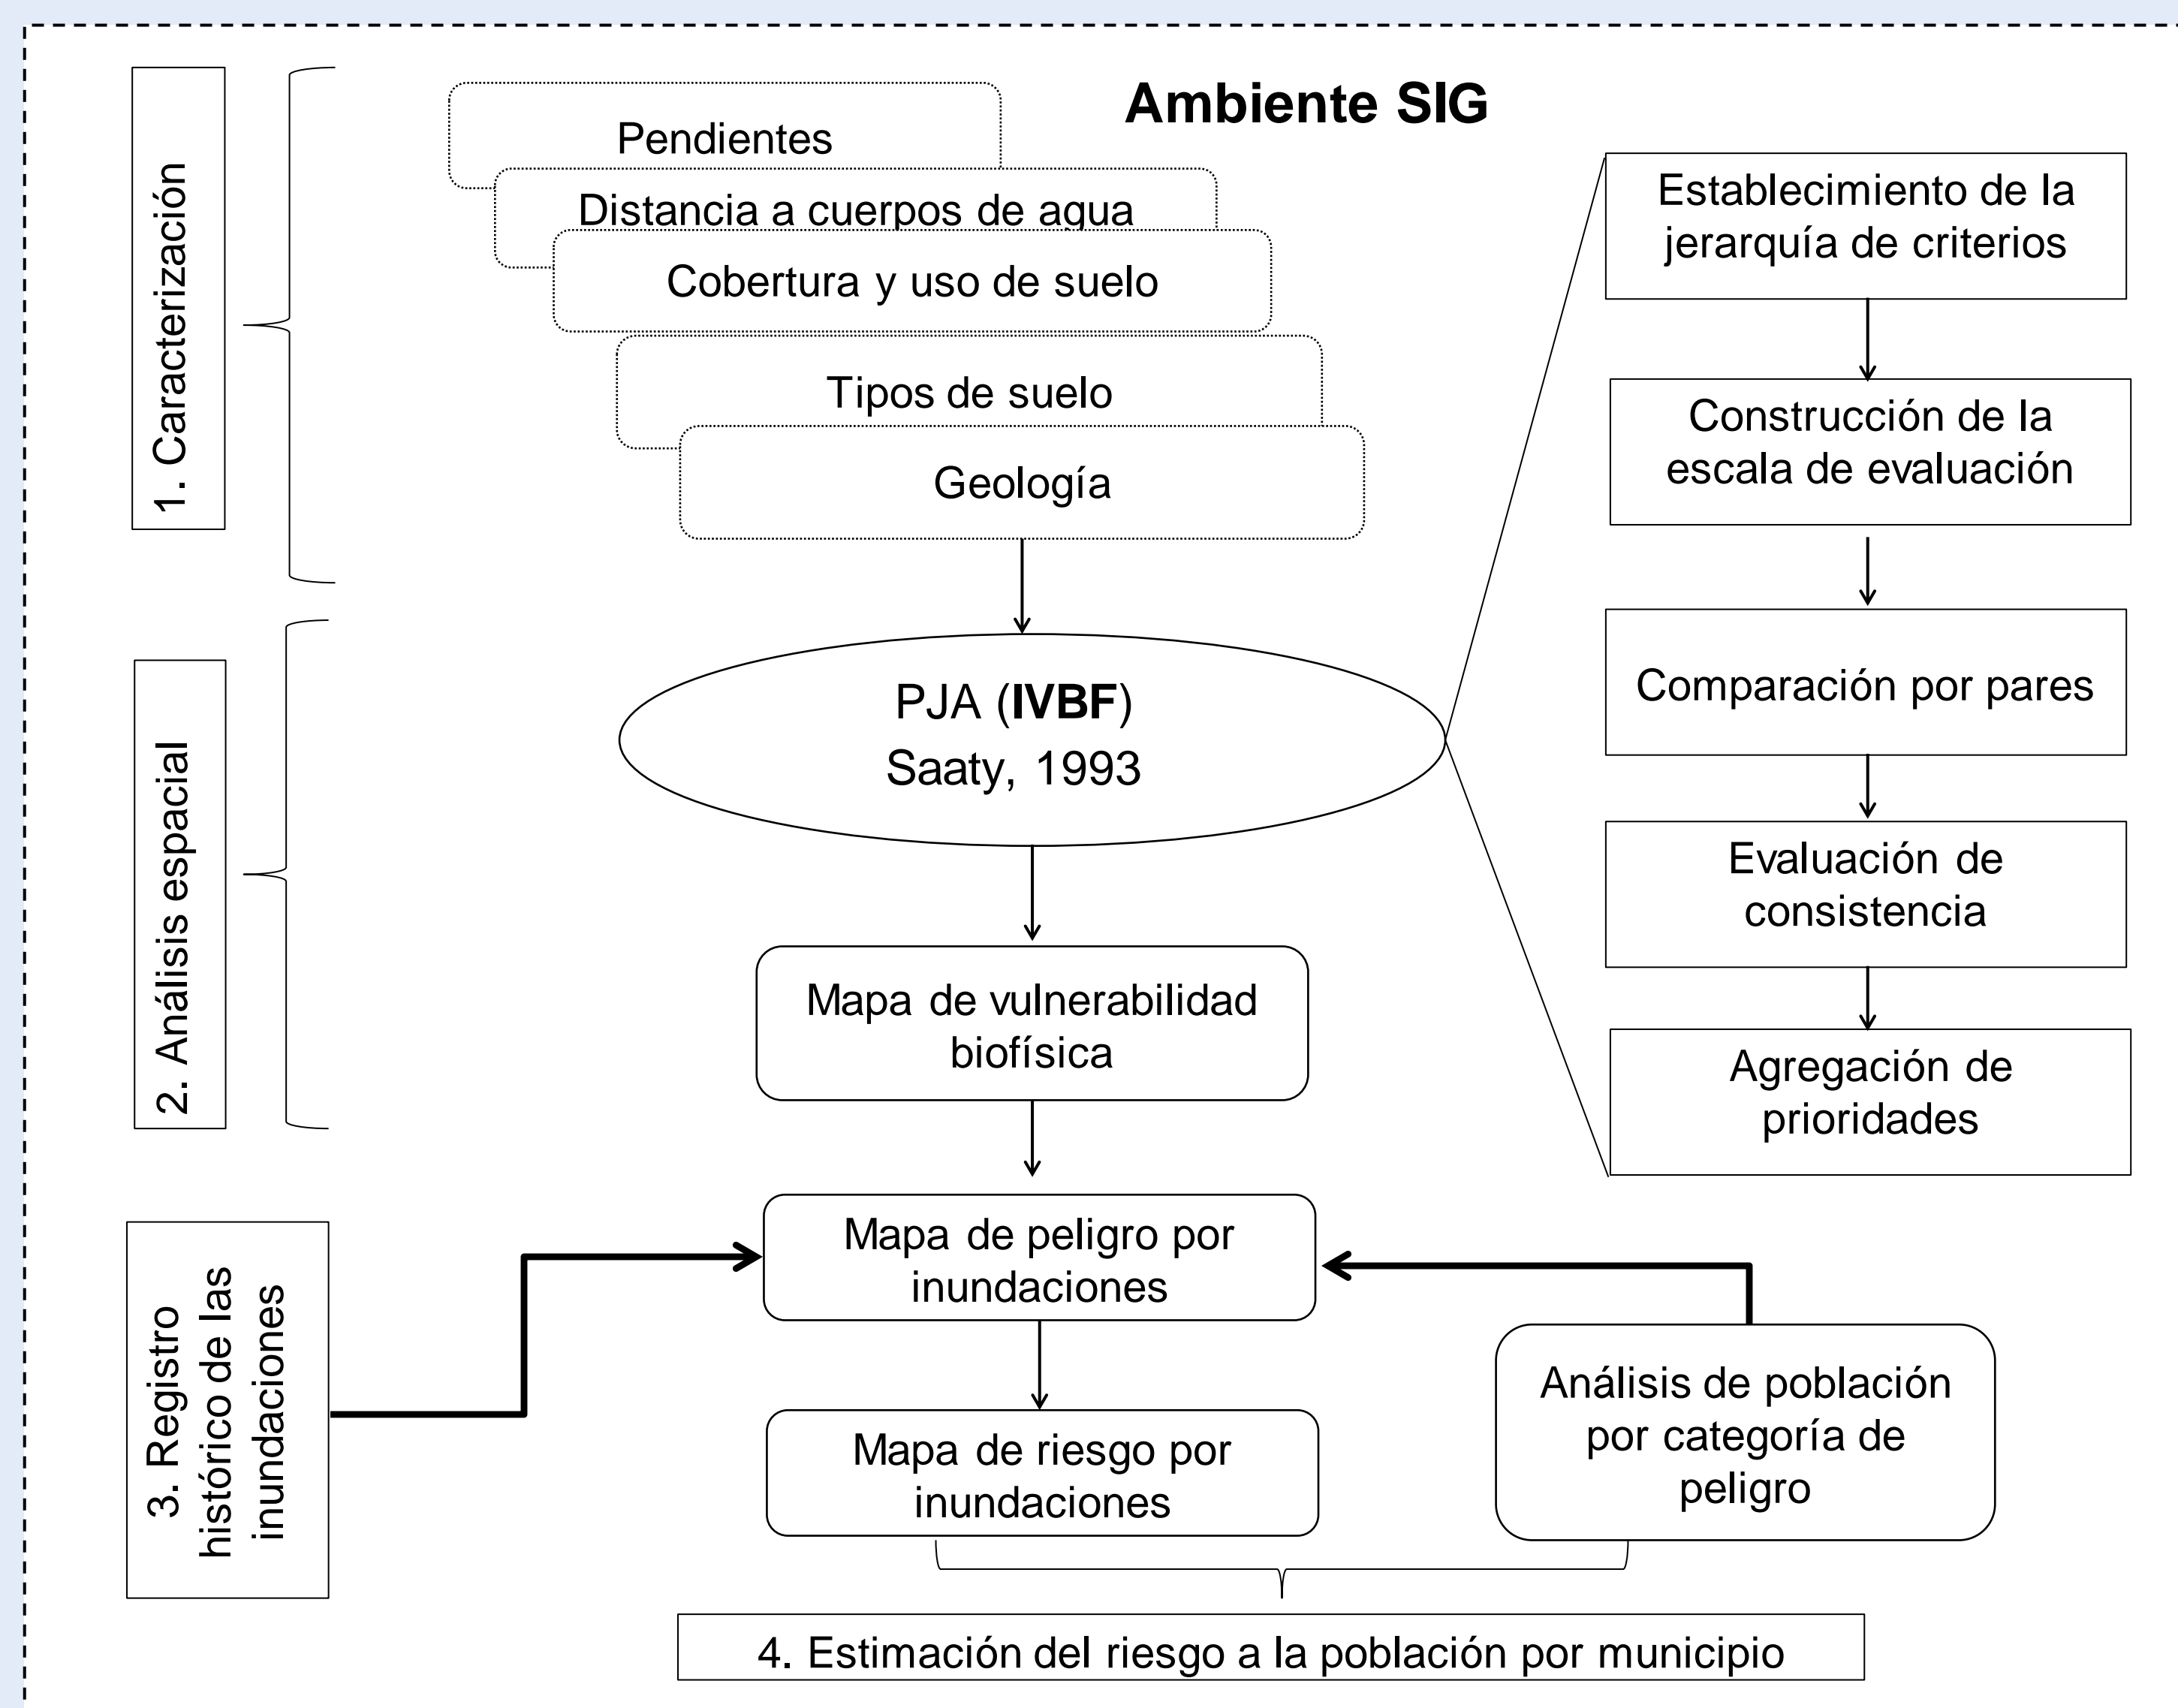 Ambiente SIG
1. Caracterización
Pendientes
Distancia a cuerpos de agua
Cobertura y uso de suelo
Tipos de suelo
Geología
2. Análisis espacial
PJA (IVBF)
Saaty, 1993
Mapa de vulnerabilidad
biofísica
Establecimiento de la
jerarquía de criterios
Construcción de la
escala de evaluación
Comparación por pares
Evaluación de
consistencia
Agregación de
prioridades
3. Registro
histórico de las
inundaciones
Mapa de peligro por
inundaciones
Mapa de riesgo por
inundaciones
Análisis de población
por categoría de
peligro
4. Estimación del riesgo a la población por municipio